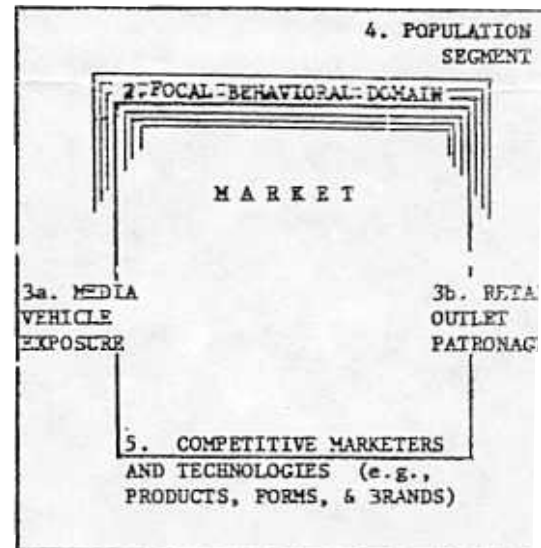 4. POPULATION
SEGMENT
2. FOCAL BEHAVIORAL DOMAIN
MARKET
3a. MEDIA
VEHICLE
EXPOSURE
3b. RETA
OUTLET
PATRONAG
5. COMPETITIVE MARKETERS
AND TECHNOLOGIES (e.g.,
PRODUCTS, FORMS, & BRANDS)